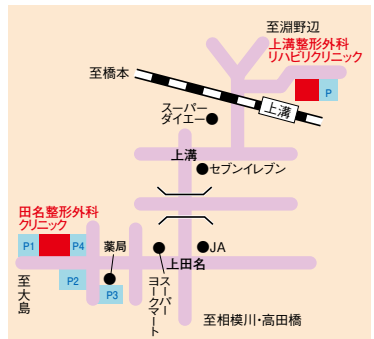 至淵野辺
上溝整形外科
リハビリクリニック
至橋本
P
スーパー
ダイエー
上溝
上溝
セブンイレブン
田名整形外科
クリニック
P1
P4
薬局
JA
上田名
P2
P3
スーパー
ヨークマート
至大島
至相模川・高田橋